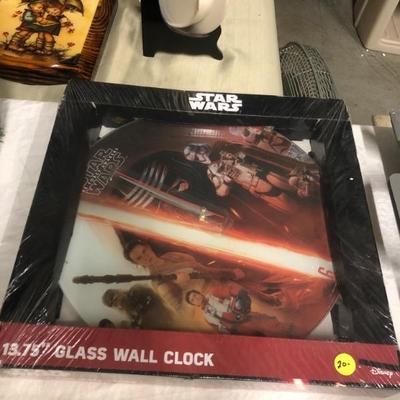 STAR
WARS
STAR
WARS
13.75" GLASS WALL CLOCK
20-
Disney